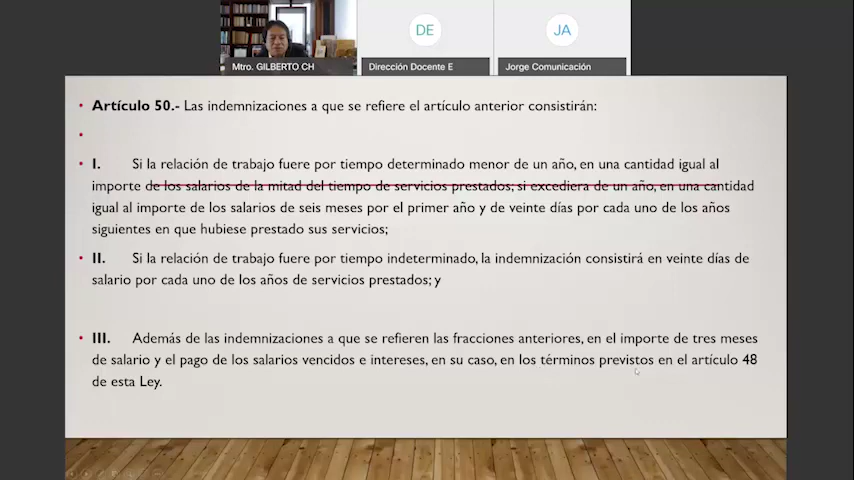 DE
JA
Mtro. GILBERTO CH
Dirección Docente E
Jorge Comunicación
• Artículo 50.- Las indemnizaciones a que se refiere el artículo anterior consistirán:
•
• I. Si la relación de trabajo fuere por tiempo determinado menor de un año, en una cantidad igual al
importe de los salarios de la mitad del tiempo de servicios prestados; si excediera de un año, en una cantidad
igual al importe de los salarios de seis meses por el primer año y de veinte días por cada uno de los años
siguientes en que hubiese prestado sus servicios;
• II. Si la relación de trabajo fuere por tiempo indeterminado, la indemnización consistirá en veinte días de
salario por cada uno de los años de servicios prestados; y
• III. Además de las indemnizaciones a que se refieren las fracciones anteriores, en el importe de tres meses
de salario y el pago de los salarios vencidos e intereses, en su caso, en los términos previstos en el artículo 48
de esta Ley.